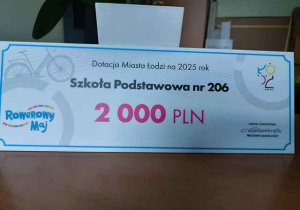 Dotacja Miasta Łodzi na 2025 rok
Szkoła Podstawowa nr 206
2 000 PLN
Rowerowy
Maj